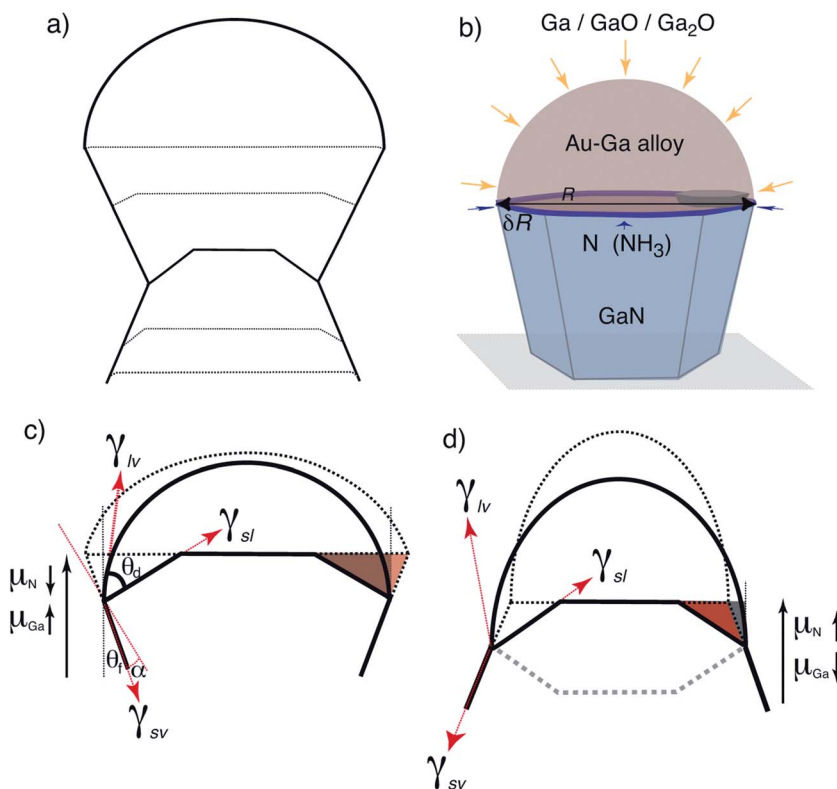 a)
b)
Ga / GaO / Ga₂O
Au-Ga alloy
R
δR
N (NH₃)
GaN
c)
γlv
γsl
θd
μN ↓
μGa ↑
θf
α
γsv
d)
γlv
γsl
μN ↑
μGa ↓
γsv